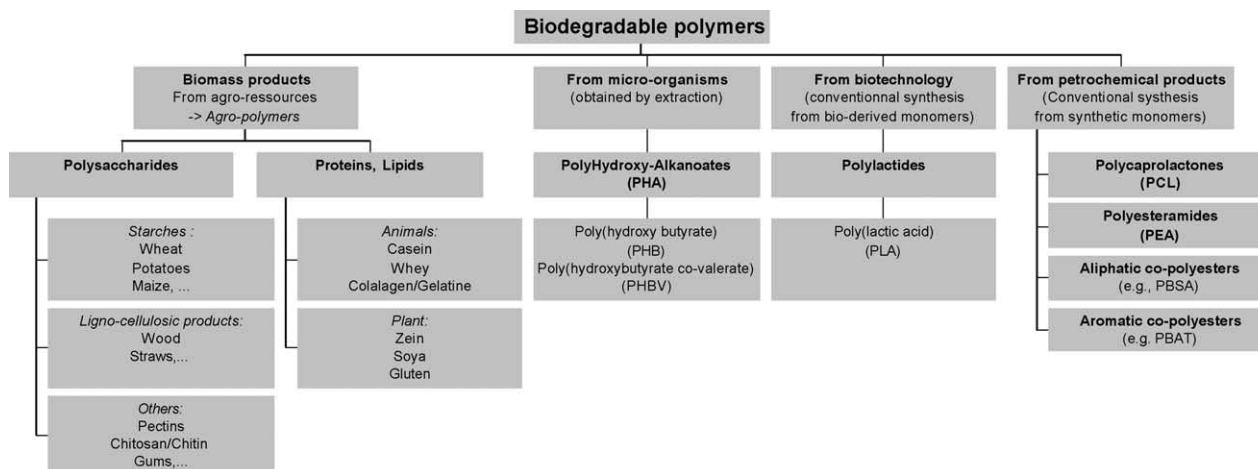 Biodegradable polymers
Biomass products
From agro-ressources
-> Agro-polymers
From micro-organisms
(obtained by extraction)
From biotechnology
(conventionnal synthesis
from bio-derived monomers)
From petrochemical products
(Conventional systhesis
from synthetic monomers)
Polysaccharides
Proteins, Lipids
PolyHydroxy-Alkanoates
(PHA)
Polylactides
Polycaprolactones
(PCL)
Polyesteramides
(PEA)
Aliphatic co-polyesters
(e.g., PBSA)
Aromatic co-polyesters
(e.g. PBAT)
Starches :
Wheat
Potatoes
Maize, ...
Ligno-cellulosic products:
Wood
Straws,...
Others:
Pectins
Chitosan/Chitin
Gums,...
Animals:
Casein
Whey
Colalagen/Gelatine
Plant:
Zein
Soya
Gluten
Poly(hydroxy butyrate)
(PHB)
Poly(hydroxybutyrate co-valerate)
(PHBV)
Poly(lactic acid)
(PLA)